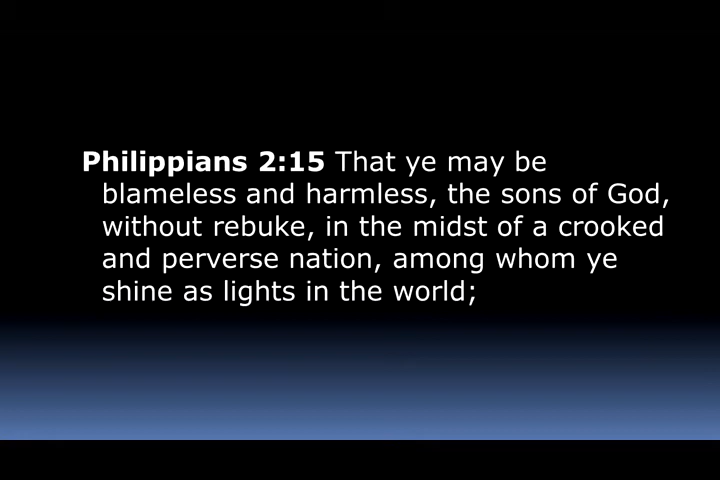 Philippians 2:15 That ye may be
blameless and harmless, the sons of God,
without rebuke, in the midst of a crooked
and perverse nation, among whom ye
shine as lights in the world;